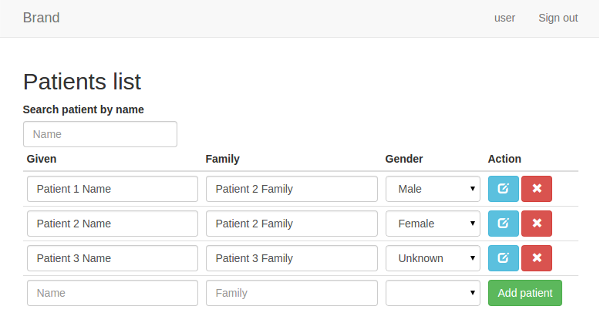 Brand user Sign out
Patients list
Search patient by name
Name
Given Family Gender Action
Patient 1 Name Patient 2 Family Male
Patient 2 Name Patient 2 Family Female
Patient 3 Name Patient 3 Family Unknown
Name Family Add patient